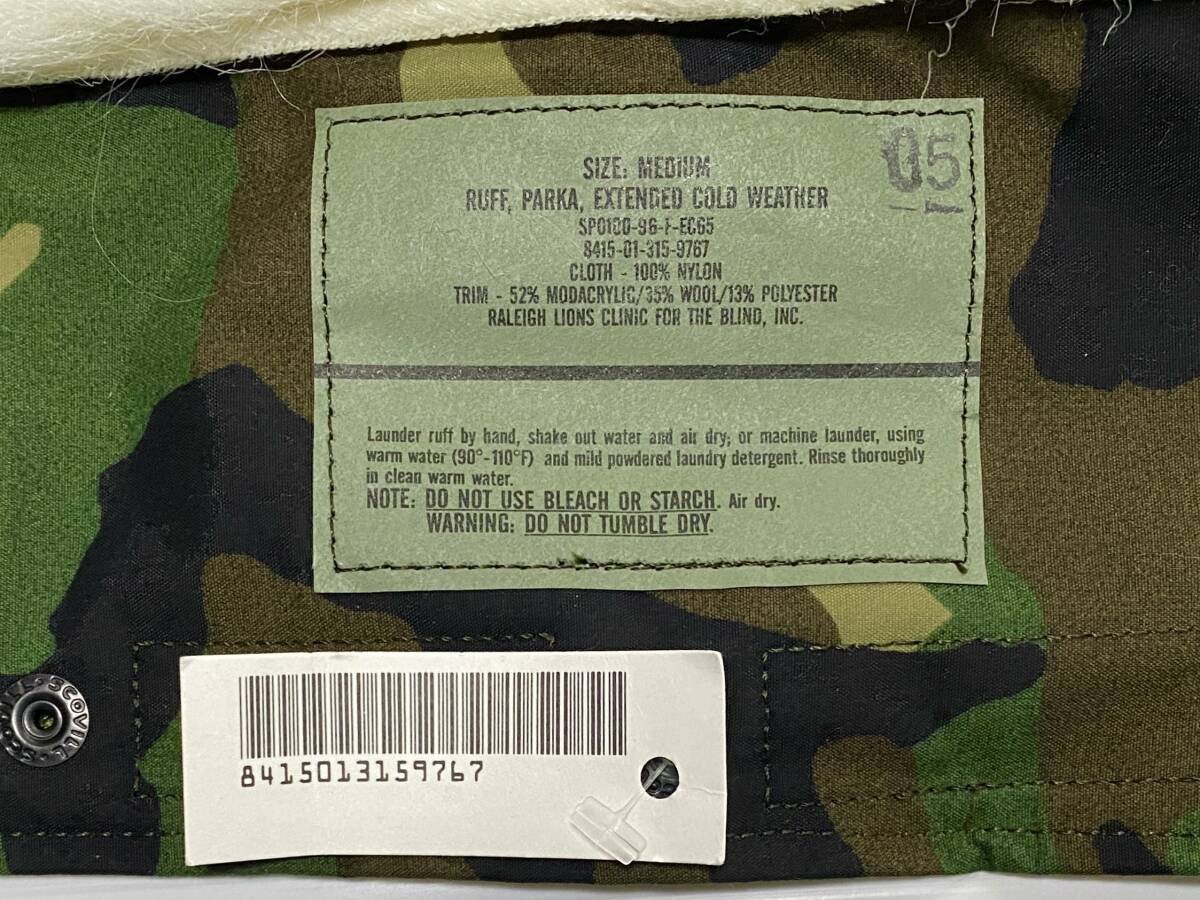 05
SIZE: MEDIUM
RUFF, PARKA, EXTENDED COLD WEATHER
SP0100-96-F-EC65
8415-01-315-9767
CLOTH - 100% NYLON
TRIM - 52% MODACRYLIC/35% WOOL/13% POLYESTER
RALEIGH LIONS CLINIC FOR THE BLIND, INC.
Launder ruff by hand, shake out water and air dry; or machine launder, using
warm water (90°-110°F) and mild powdered laundry detergent. Rinse thoroughly
in clean warm water.
NOTE: DO NOT USE BLEACH OR STARCH. Air dry.
WARNING: DO NOT TUMBLE DRY.
SCOVILL
8415013159767